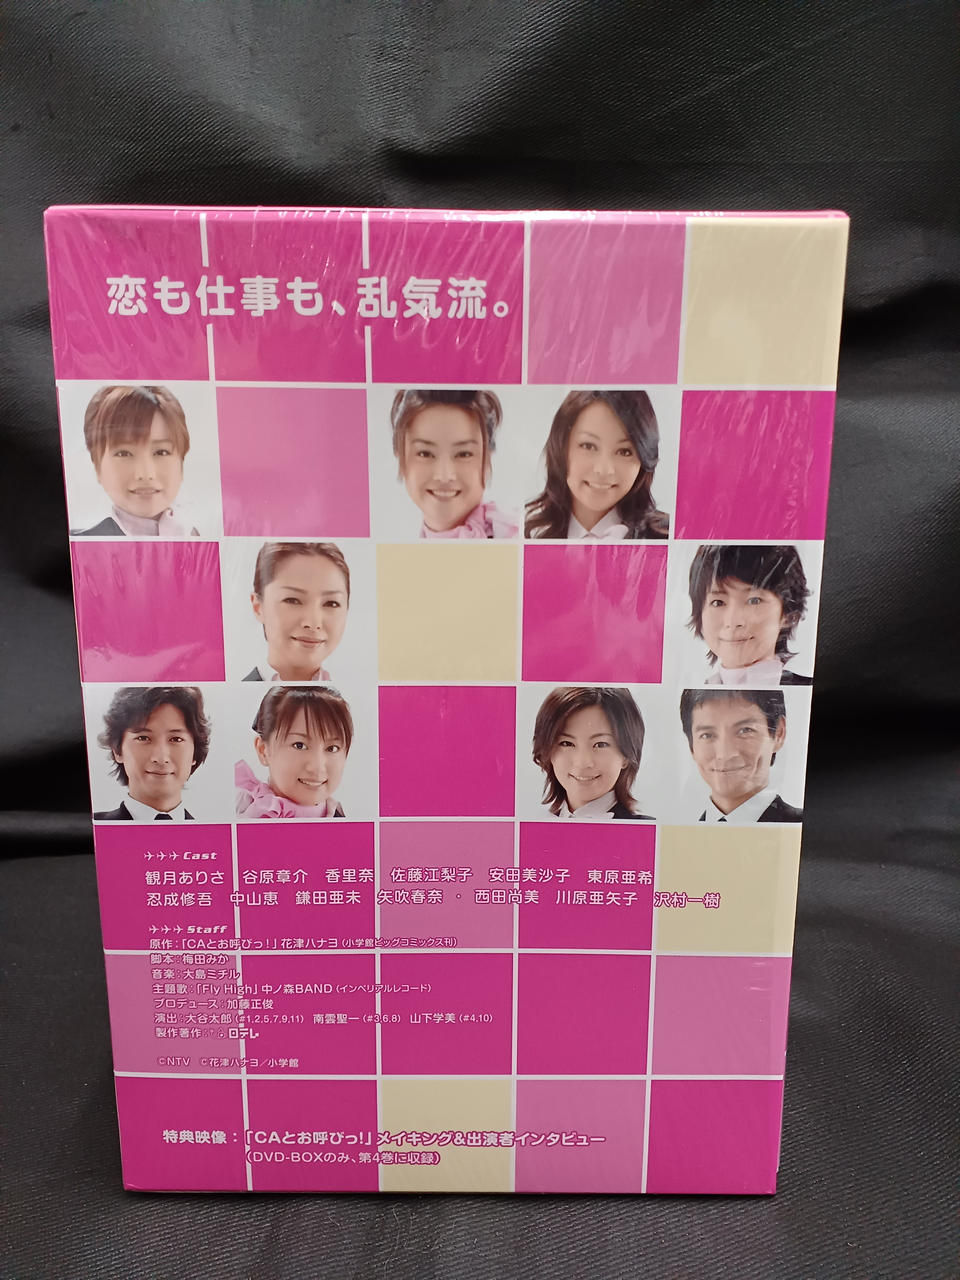 恋も仕事も、乱気流。
Cast
観月ありさ 谷原章介 香里奈 佐藤江梨子 安田美沙子 東原亜希
忍成修吾 中山恵 鎌田亜未 矢吹春奈 ・ 西田尚美 川原亜矢子 沢村一樹
Staff
原作:「CAとお呼びっ!」花津ハナヨ(小学館ビッグコミックス刊)
脚本:梅田みか
音楽:大島ミチル
主題歌:「Fly High」中ノ森BAND(インペリアルレコード)
プロデュース:加藤正俊
演出:大谷太郎(#1,2,5,7,9,11) 南雲聖一(#3,6,8) 山下学美(#4,10)
製作著作: 日テレ
©NTV ©花津ハナヨ/小学館
特典映像:「CAとお呼びっ!」メイキング&出演者インタビュー
(DVD-BOXのみ、第4巻に収録)